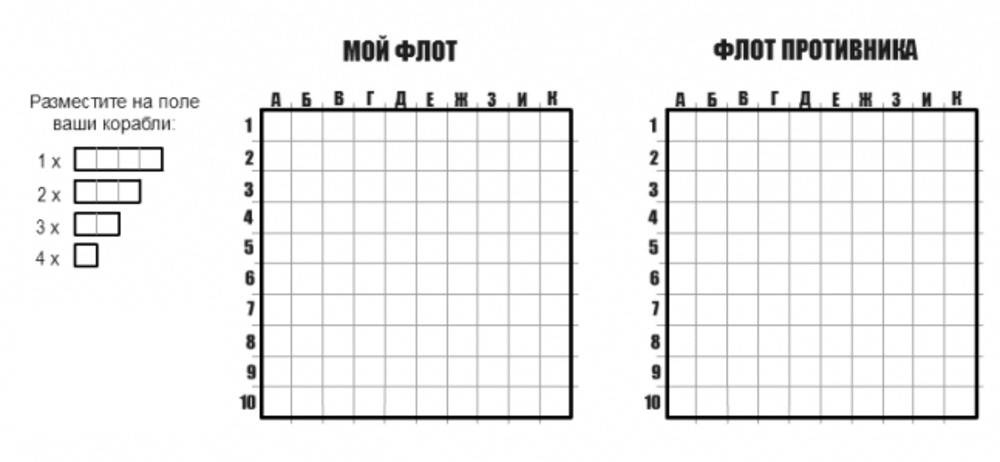 МОЙ ФЛОТ
ФЛОТ ПРОТИВНИКА
Разместите на поле
ваши корабли:
1 х
2 х
3 х
4 х
А Б В Г Д Е Ж З И К
1
2
3
4
5
6
7
8
9
10
А Б В Г Д Е Ж З И К
1
2
3
4
5
6
7
8
9
10